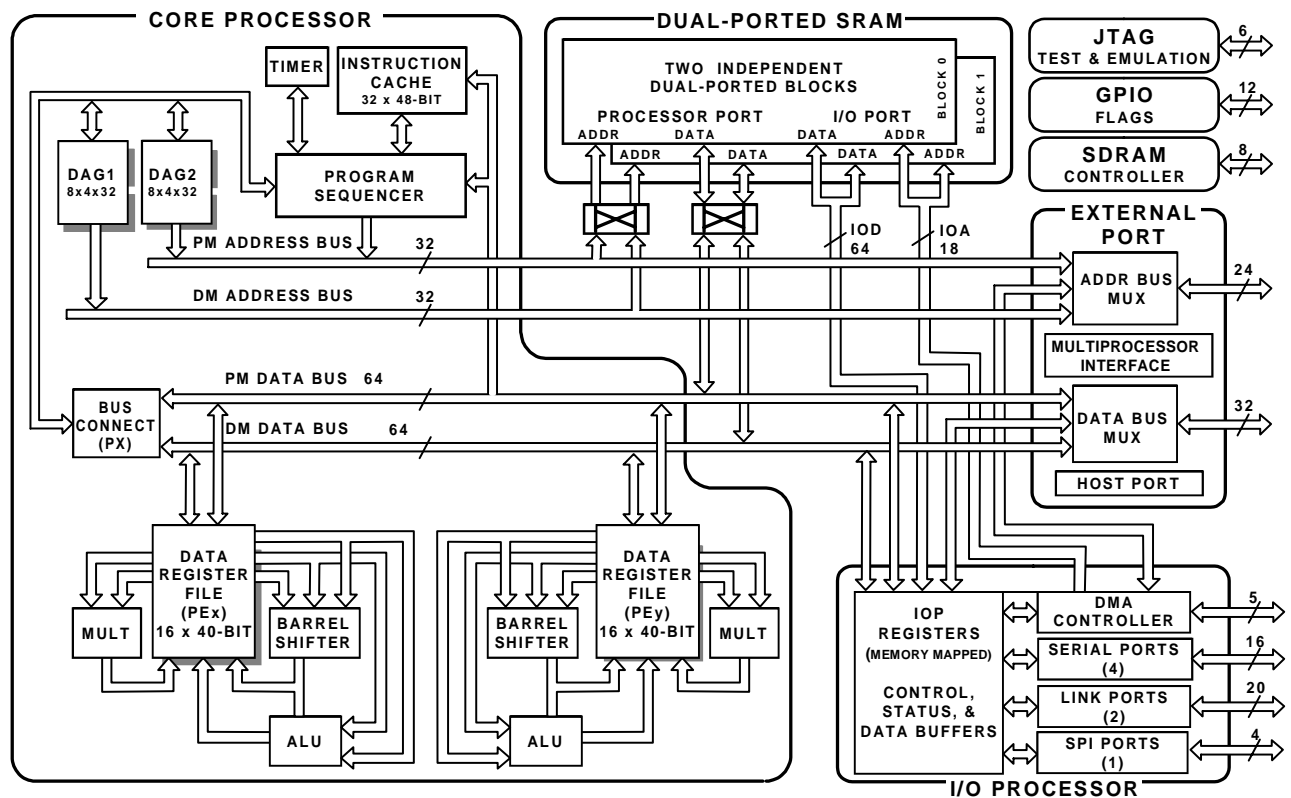 CORE PROCESSOR
TIMER
INSTRUCTION
CACHE
32 x 48-BIT
DAG1
8x4x32
DAG2
8x4x32
PROGRAM
SEQUENCER
PM ADDRESS BUS 32
DM ADDRESS BUS 32
PM DATA BUS 64
BUS
CONNECT
(PX)
DM DATA BUS 64
DATA
REGISTER
FILE
(PEx)
16 x 40-BIT
MULT
BARREL
SHIFTER
ALU
DATA
REGISTER
FILE
(PEy)
16 x 40-BIT
BARREL
SHIFTER
MULT
ALU
DUAL-PORTED SRAM
TWO INDEPENDENT
DUAL-PORTED BLOCKS
PROCESSOR PORT I/O PORT
ADDR DATA DATA ADDR
ADDR DATA DATA ADDR
BLOCK 0
BLOCK 1
IOD
64
IOA
18
JTAG
TEST & EMULATION
6
GPIO
FLAGS
12
SDRAM
CONTROLLER
8
EXTERNAL
PORT
ADDR BUS
MUX
24
MULTIPROCESSOR
INTERFACE
DATA BUS
MUX
32
HOST PORT
IOP
REGISTERS
(MEMORY MAPPED)
CONTROL,
STATUS, &
DATA BUFFERS
DMA
CONTROLLER
5
SERIAL PORTS
(4)
16
LINK PORTS
(2)
20
SPI PORTS
(1)
4
I/O PROCESSOR